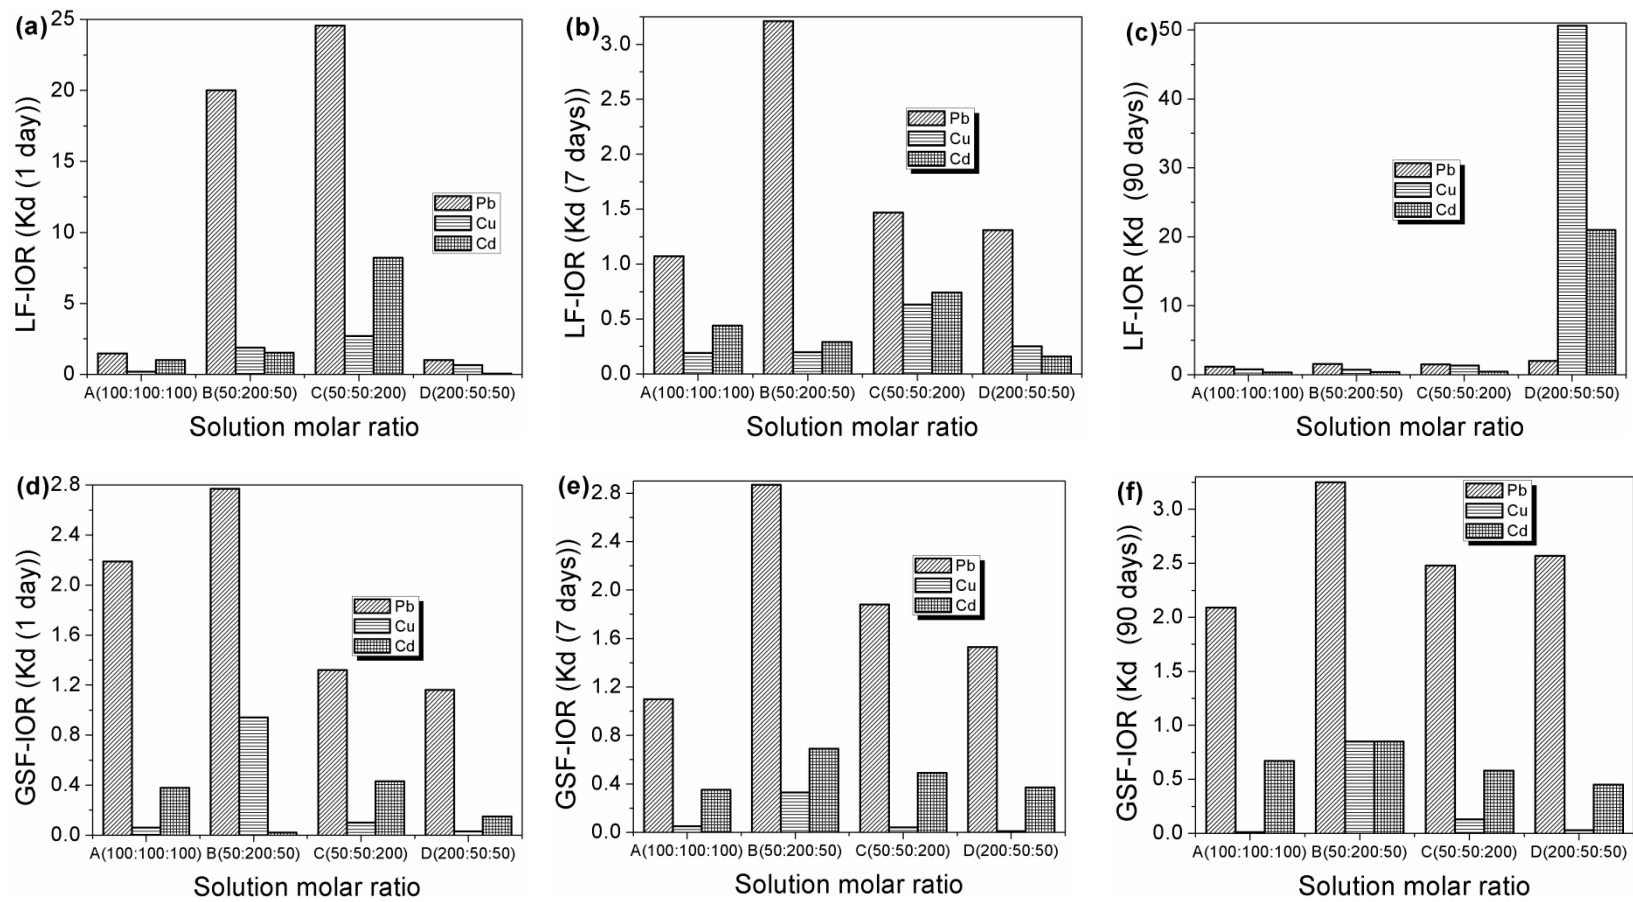 (a)
LF-IOR (Kd (1 day))
25
20
15
10
5
0
Pb
Cu
Cd
A(100:100:100) B(50:200:50) C(50:50:200) D(200:50:50)
Solution molar ratio
(b)
LF-IOR (Kd (7 days))
3.0
2.5
2.0
1.5
1.0
0.5
0.0
Pb
Cu
Cd
A(100:100:100) B(50:200:50) C(50:50:200) D(200:50:50)
Solution molar ratio
(c)
LF-IOR (Kd (90 days))
50
40
30
20
10
0
Pb
Cu
Cd
A(100:100:100) B(50:200:50) C(50:50:200) D(200:50:50)
Solution molar ratio
(d)
GSF-IOR (Kd (1 day))
2.8
2.4
2.0
1.6
1.2
0.8
0.4
0.0
Pb
Cu
Cd
A(100:100:100) B(50:200:50) C(50:50:200) D(200:50:50)
Solution molar ratio
(e)
GSF-IOR (Kd (7 days))
2.8
2.4
2.0
1.6
1.2
0.8
0.4
0.0
Pb
Cu
Cd
A(100:100:100) B(50:200:50) C(50:50:200) D(200:50:50)
Solution molar ratio
(f)
GSF-IOR (Kd (90 days))
3.0
2.5
2.0
1.5
1.0
0.5
0.0
Pb
Cu
Cd
A(100:100:100) B(50:200:50) C(50:50:200) D(200:50:50)
Solution molar ratio